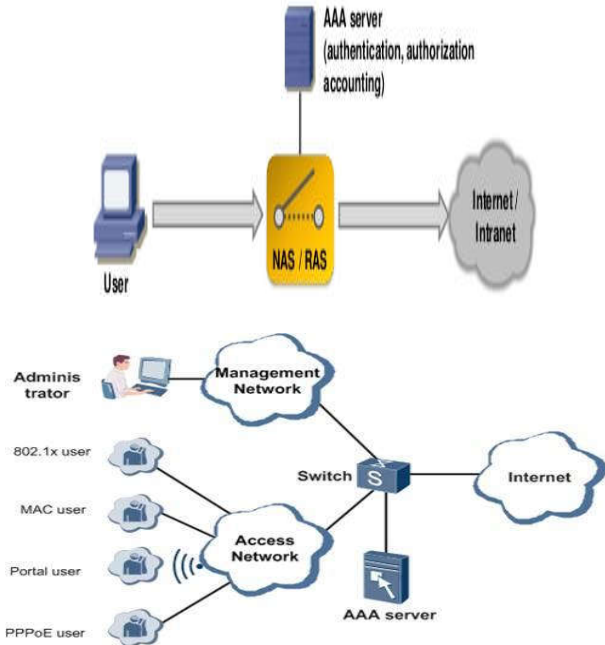 AAA server
(authentication, authorization
accounting)
Internet /
Intranet
NAS / RAS
User
Adminis
trator
Management
Network
802.1x user
Switch
S
Internet
MAC user
Access
Network
Portal user
AAA server
PPPoE user